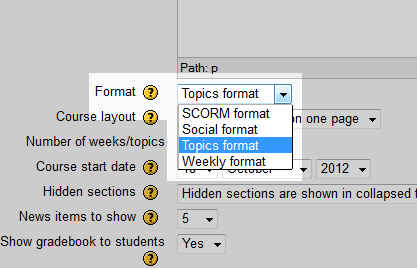 Path: p
Format Topics format
SCORM format
Social format
Topics format
Weekly format
Course layout on one page
Number of weeks/topics
Course start date October 2012
Hidden sections Hidden sections are shown in collapsed
News items to show 5
Show gradebook to students Yes